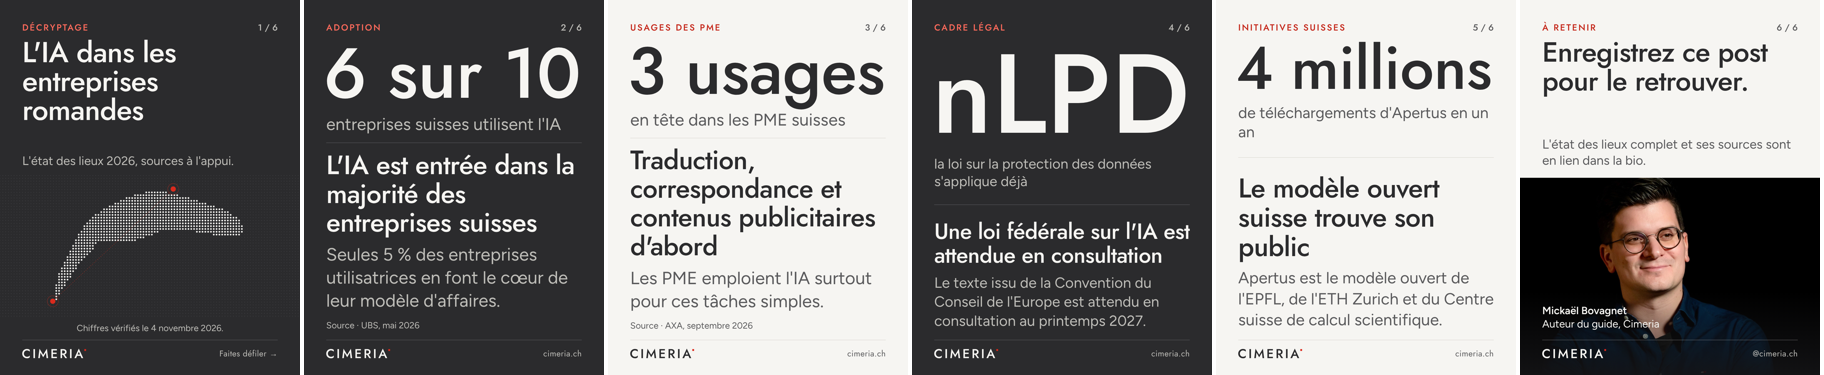 DÉCRYPTAGE
1 / 6
L'IA dans les
entreprises
romandes
L'état des lieux 2026, sources à l'appui.
Chiffres vérifiés le 4 novembre 2026.
CIMERIA
Faites défiler →
ADOPTION
2 / 6
6 sur 10
entreprises suisses utilisent l'IA
L'IA est entrée dans la
majorité des
entreprises suisses
Seules 5 % des entreprises
utilisatrices en font le cœur de
leur modèle d'affaires.
Source · UBS, mai 2026
CIMERIA
cimeria.ch
USAGES DES PME
3 / 6
3 usages
en tête dans les PME suisses
Traduction,
correspondance et
contenus publicitaires
d'abord
Les PME emploient l'IA surtout
pour ces tâches simples.
Source · AXA, septembre 2026
CIMERIA
cimeria.ch
CADRE LÉGAL
4 / 6
nLPD
la loi sur la protection des données
s'applique déjà
Une loi fédérale sur l'IA est
attendue en consultation
Le texte issu de la Convention du
Conseil de l'Europe est attendu en
consultation au printemps 2027.
CIMERIA
cimeria.ch
INITIATIVES SUISSES
5 / 6
4 millions
de téléchargements d'Apertus en un
an
Le modèle ouvert
suisse trouve son
public
Apertus est le modèle ouvert de
l'EPFL, de l'ETH Zurich et du Centre
suisse de calcul scientifique.
CIMERIA
cimeria.ch
À RETENIR
6 / 6
Enregistrez ce post
pour le retrouver.
L'état des lieux complet et ses sources sont
en lien dans la bio.
Mickaël Bovagnet
Auteur du guide, Cimeria
CIMERIA
@cimeria.ch